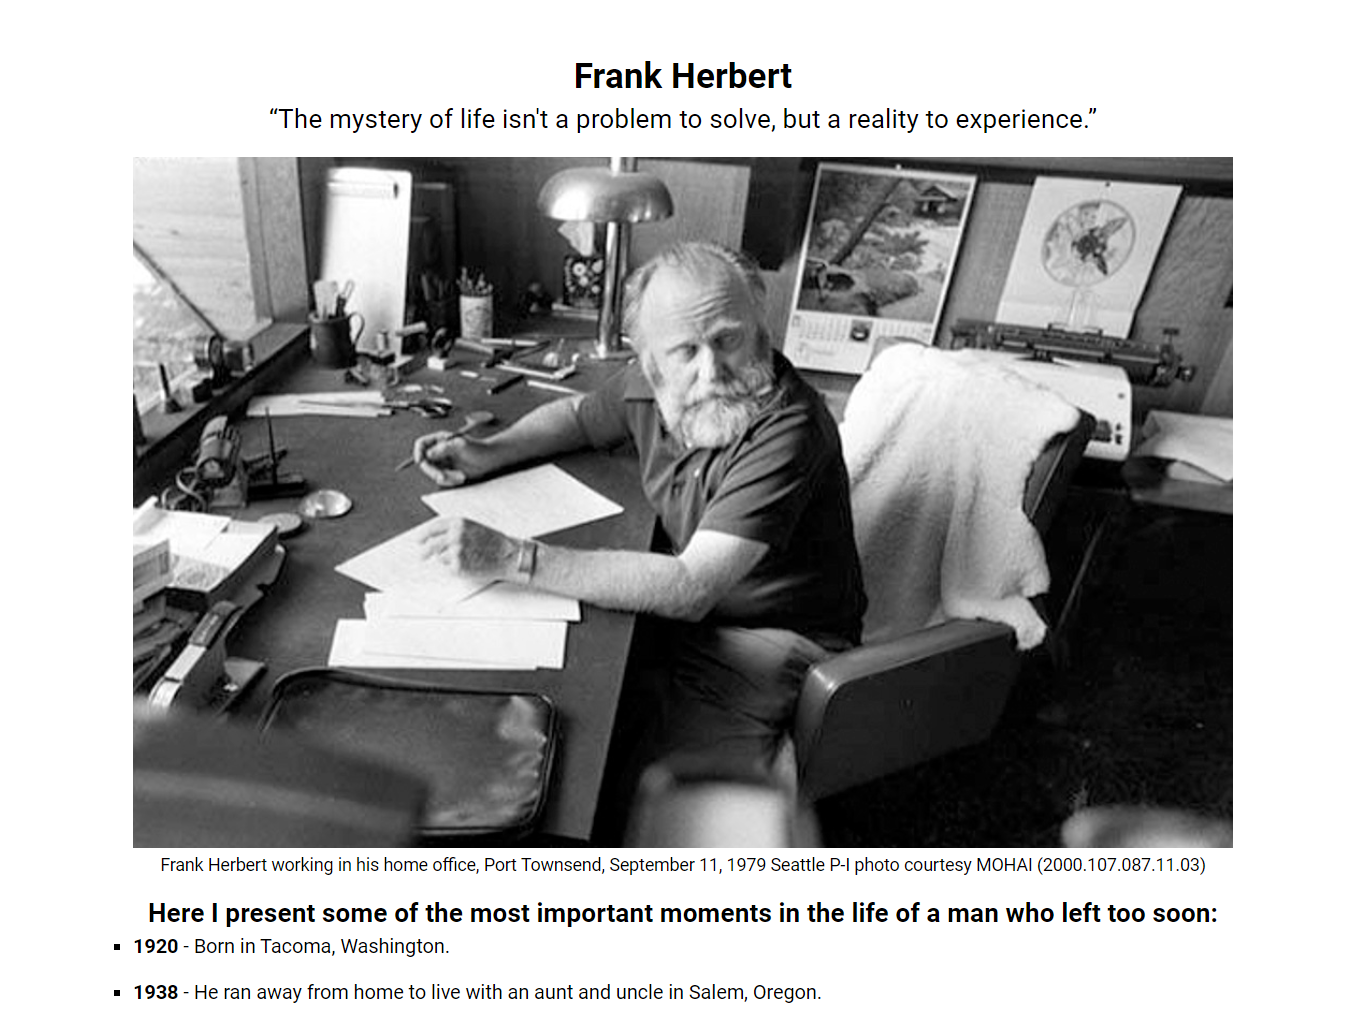 Frank Herbert
“The mystery of life isn't a problem to solve, but a reality to experience.”
Frank Herbert working in his home office, Port Townsend, September 11, 1979 Seattle P-I photo courtesy MOHAI (2000.107.087.11.03)
Here I present some of the most important moments in the life of a man who left too soon:
▪ 1920 - Born in Tacoma, Washington.
▪ 1938 - He ran away from home to live with an aunt and uncle in Salem, Oregon.